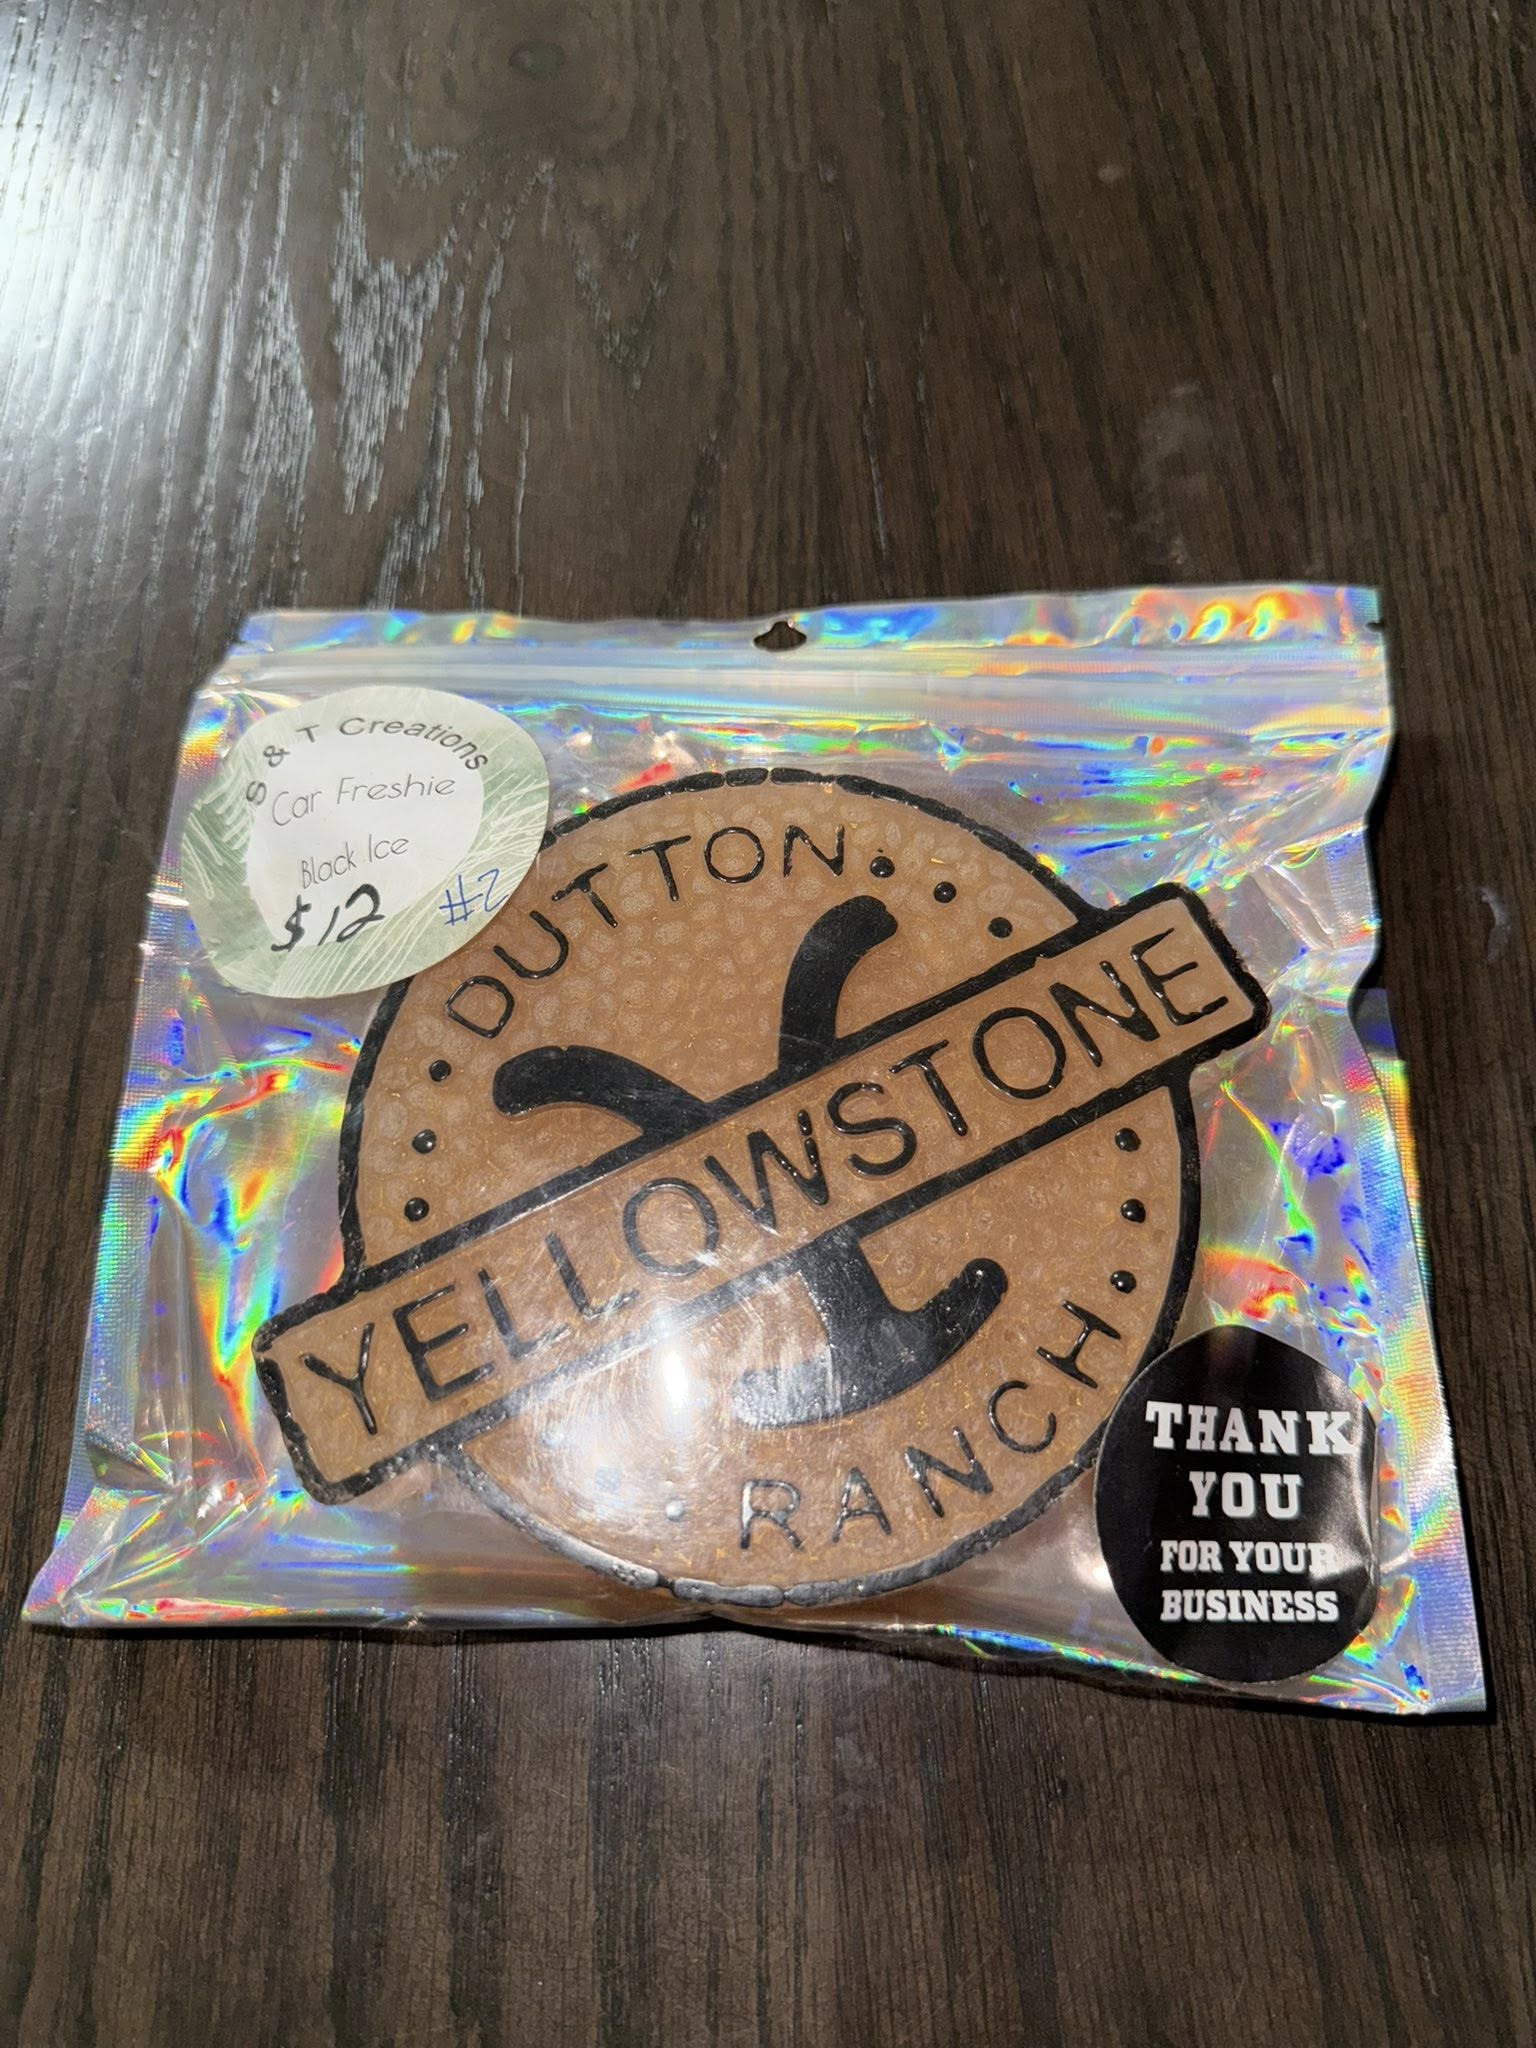 S & T Creations
Car Freshie
Black Ice
$12
#2
DUTTON
YELLOWSTONE
RANCH
THANK
YOU
FOR YOUR
BUSINESS